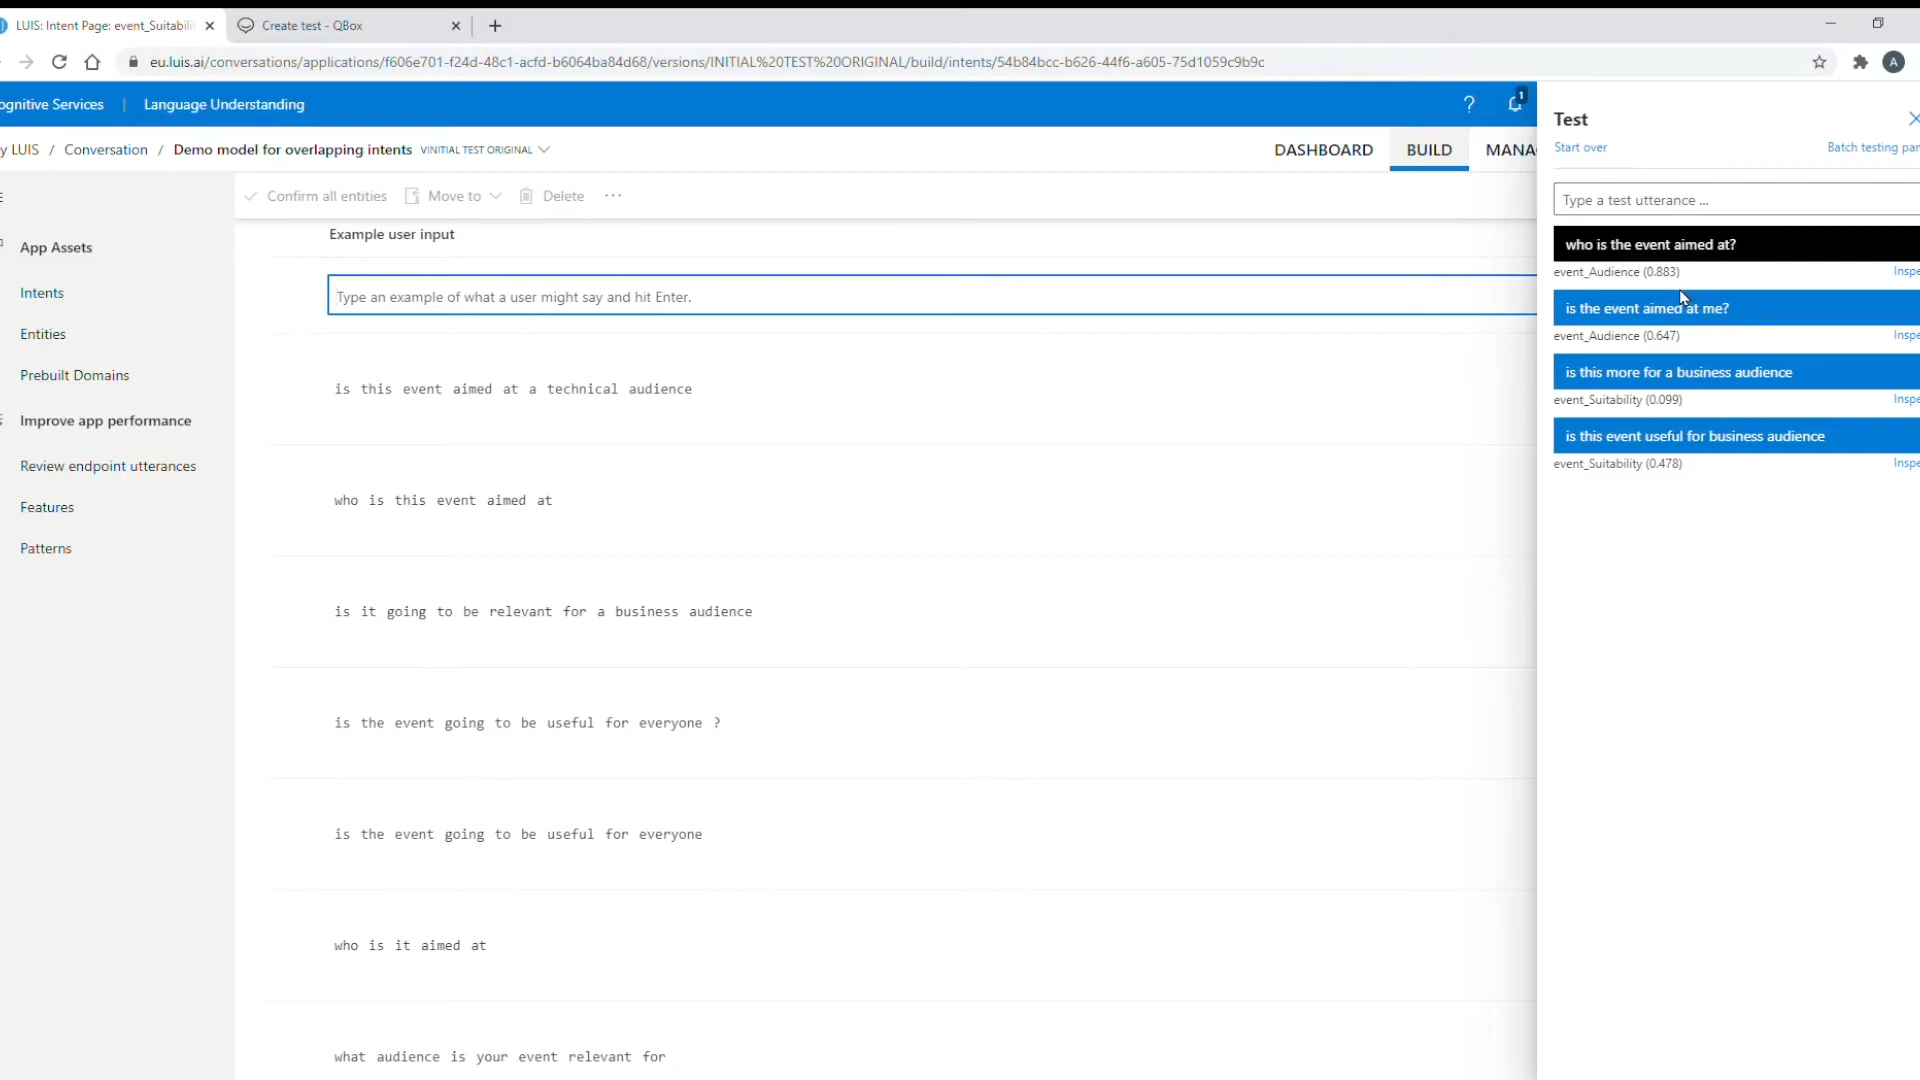 LUIS: Intent Page: event_Suitabili
Create test - QBox
eu.luis.ai/conversations/applications/f606e701-f24d-48c1-acfd-b6064ba84d68/versions/INITIAL%20TEST%20ORIGINAL/build/intents/54b84bcc-b626-44f6-a605-75d1059c9b9c
A
ognitive Services | Language Understanding
? 1
y LUIS / Conversation / Demo model for overlapping intents VINITIAL TEST ORIGINAL
DASHBOARD BUILD MANA
Confirm all entities Move to Delete ...
App Assets
Intents
Entities
Prebuilt Domains
Improve app performance
Review endpoint utterances
Features
Patterns
Example user input
Type an example of what a user might say and hit Enter.
is this event aimed at a technical audience
who is this event aimed at
is it going to be relevant for a business audience
is the event going to be useful for everyone ?
is the event going to be useful for everyone
who is it aimed at
what audience is your event relevant for
Test
Start over Batch testing pan
Type a test utterance ...
who is the event aimed at?
event_Audience (0.883) Inspe
is the event aimed at me?
event_Audience (0.647) Inspe
is this more for a business audience
event_Suitability (0.099) Inspe
is this event useful for business audience
event_Suitability (0.478) Inspe